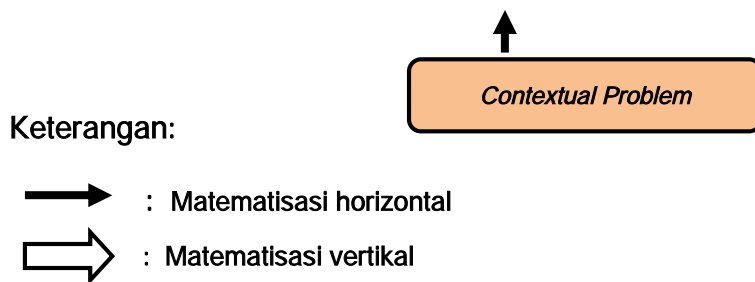 Contextual Problem
Keterangan:
: Matematisasi horizontal
: Matematisasi vertikal